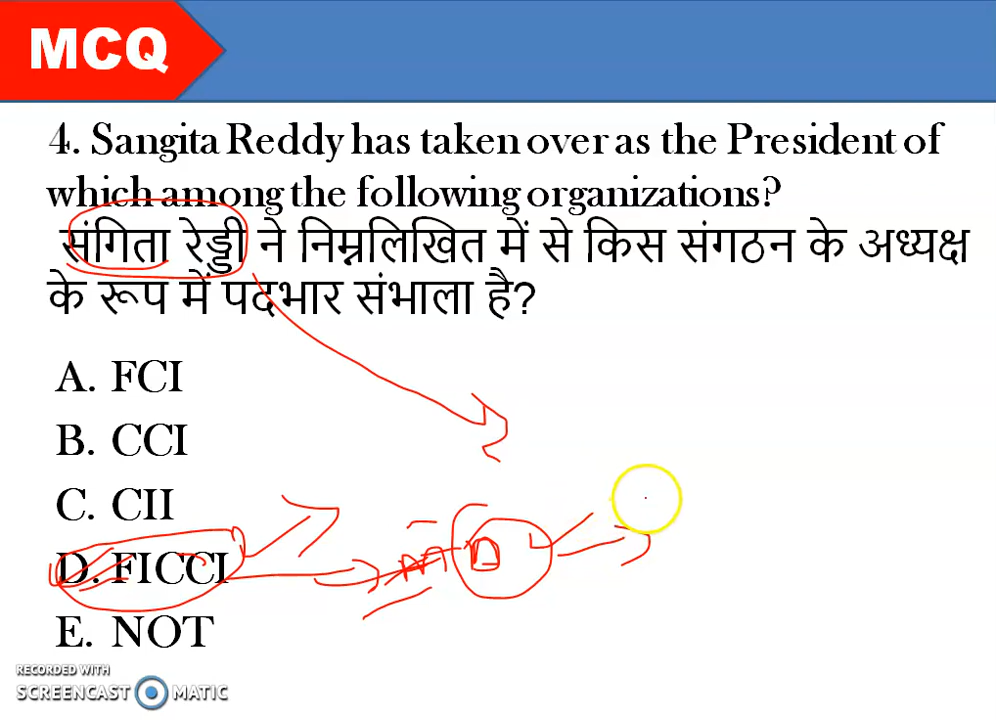 MCQ
4. Sangita Reddy has taken over as the President of
which among the following organizations?
संगिता रेड्डी ने निम्नलिखित में से किस संगठन के अध्यक्ष
के रूप में पदभार संभाला है?
A. FCI
B. CCI
C. CII
D. FICCI
E. NOT
RECORDED WITH
SCREENCAST MATIC